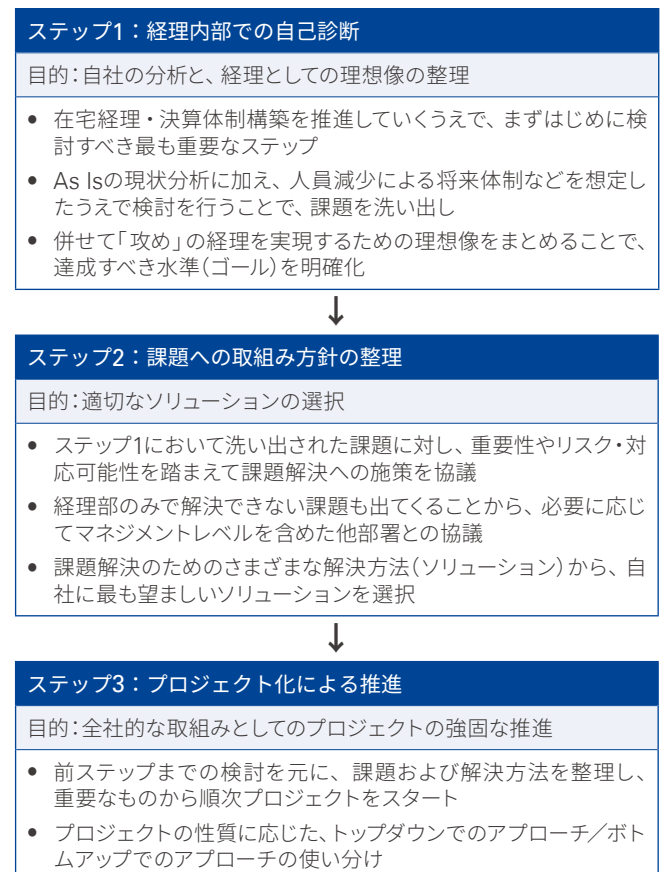 ステップ1：経理内部での自己診断
目的：自社の分析と、経理としての理想像の整理
● 在宅経理・決算体制構築を推進していくうえで、まずはじめに検
討すべき最も重要なステップ
● As Isの現状分析に加え、人員減少による将来体制などを想定し
たうえで検討を行うことで、課題を洗い出し
● 併せて「攻め」の経理を実現するための理想像をまとめることで、
達成すべき水準（ゴール）を明確化
↓
ステップ2：課題への取組み方針の整理
目的：適切なソリューションの選択
● ステップ1において洗い出された課題に対し、重要性やリスク・対
応可能性を踏まえて課題解決への施策を協議
● 経理部のみで解決できない課題も出てくることから、必要に応じ
てマネジメントレベルを含めた他部署との協議
● 課題解決のためのさまざまな解決方法（ソリューション）から、自
社に最も望ましいソリューションを選択
↓
ステップ3：プロジェクト化による推進
目的：全社的な取組みとしてのプロジェクトの強固な推進
● 前ステップまでの検討を元に、課題および解決方法を整理し、
重要なものから順次プロジェクトをスタート
● プロジェクトの性質に応じた、トップダウンでのアプローチ／ボト
ムアップでのアプローチの使い分け